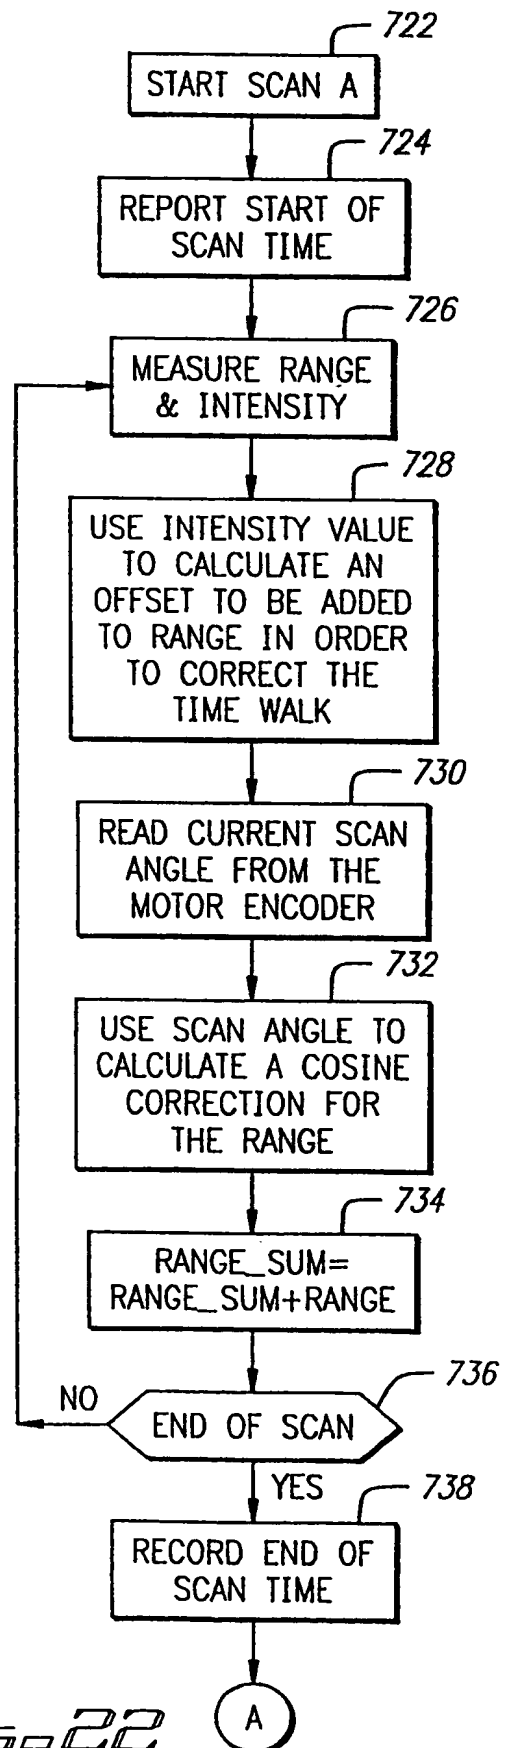 722
START SCAN A
724
REPORT START OF
SCAN TIME
726
MEASURE RANGE
& INTENSITY
728
USE INTENSITY VALUE
TO CALCULATE AN
OFFSET TO BE ADDED
TO RANGE IN ORDER
TO CORRECT THE
TIME WALK
730
READ CURRENT SCAN
ANGLE FROM THE
MOTOR ENCODER
732
USE SCAN ANGLE TO
CALCULATE A COSINE
CORRECTION FOR
THE RANGE
734
RANGE_SUM=
RANGE_SUM+RANGE
736
NO
END OF SCAN
YES
738
RECORD END OF
SCAN TIME
A
22